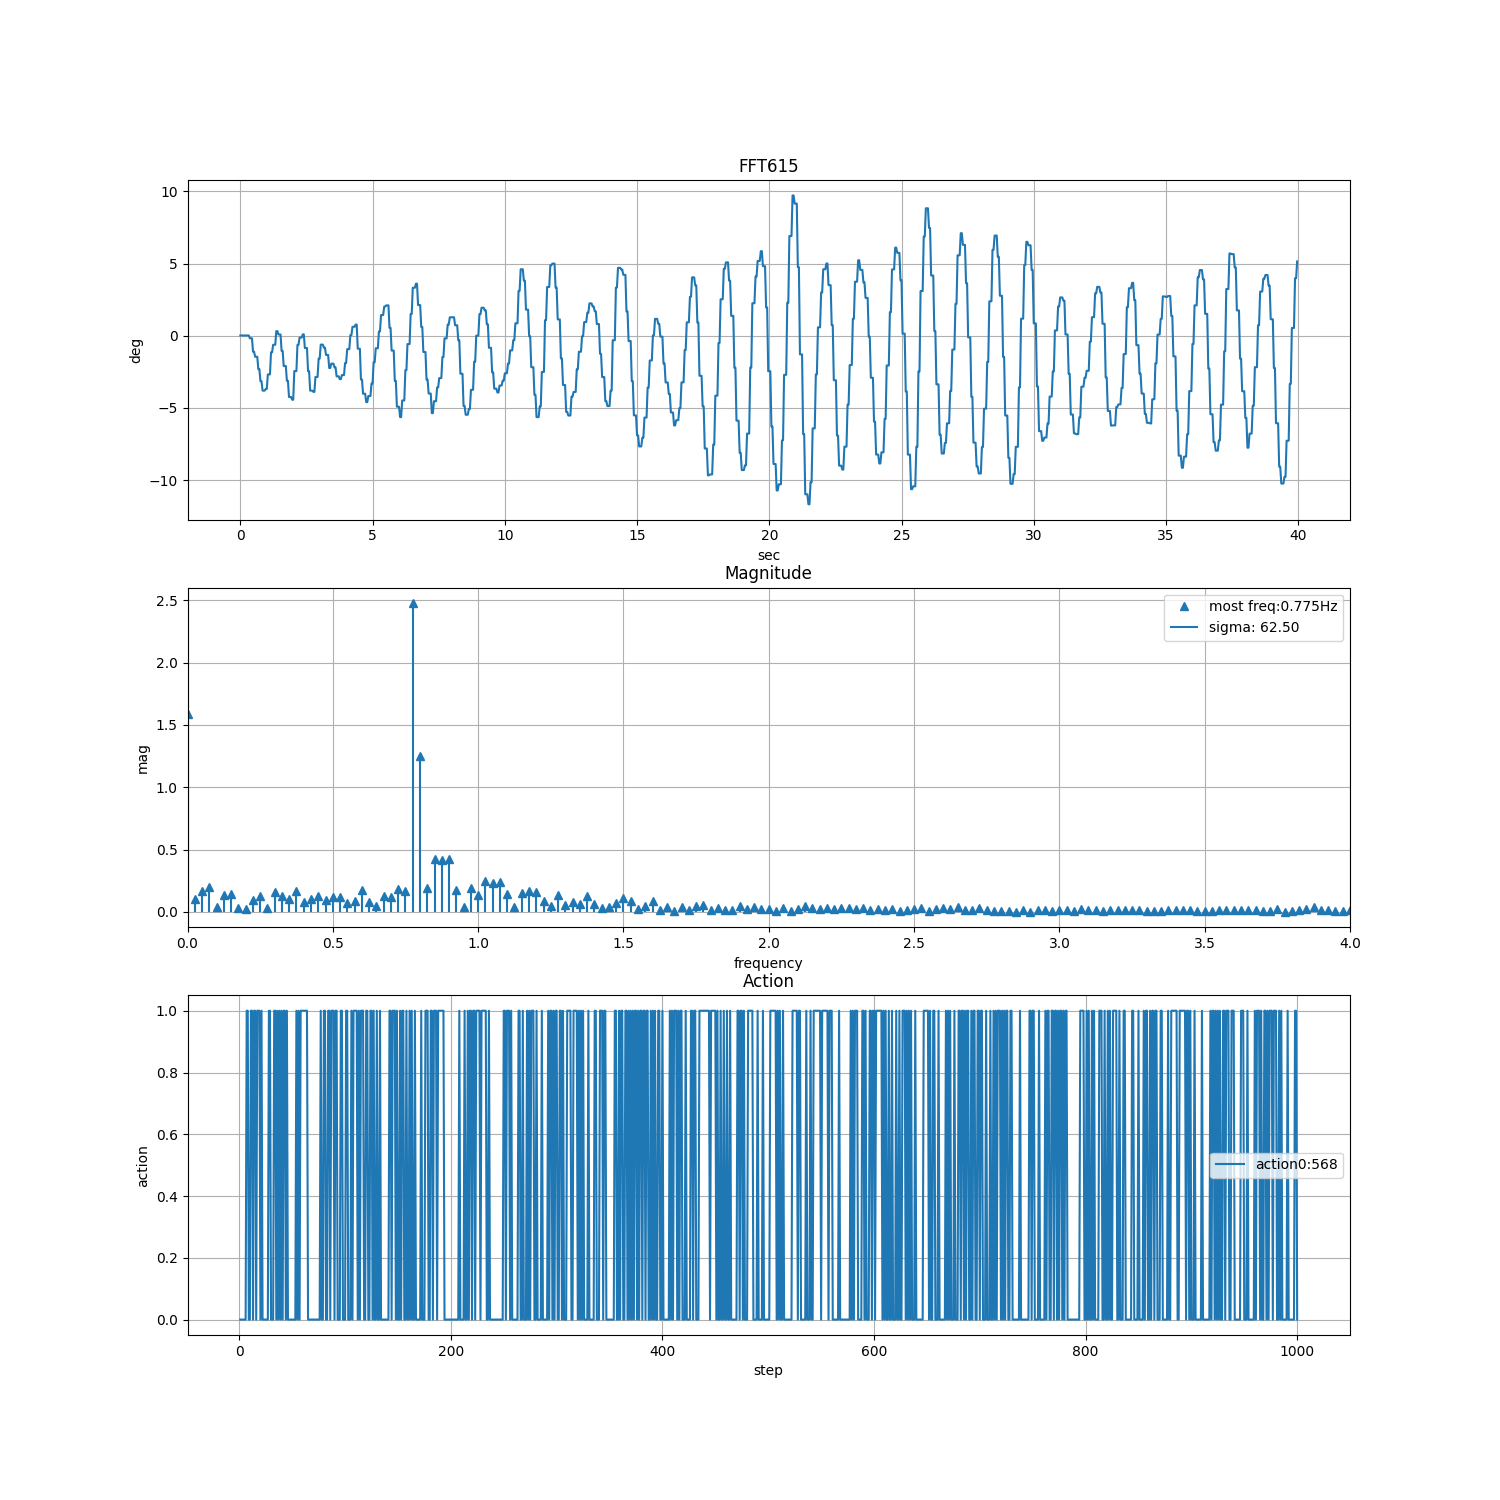 FFT615
10
5
0
−5
−10
deg
0 5 10 15 20 25 30 35 40
sec
Magnitude
2.5
2.0
1.5
1.0
0.5
0.0
mag
most freq:0.775Hz
sigma: 62.50
0.0 0.5 1.0 1.5 2.0 2.5 3.0 3.5 4.0
frequency
Action
1.0
0.8
0.6
0.4
0.2
0.0
action
action0:568
0 200 400 600 800 1000
step